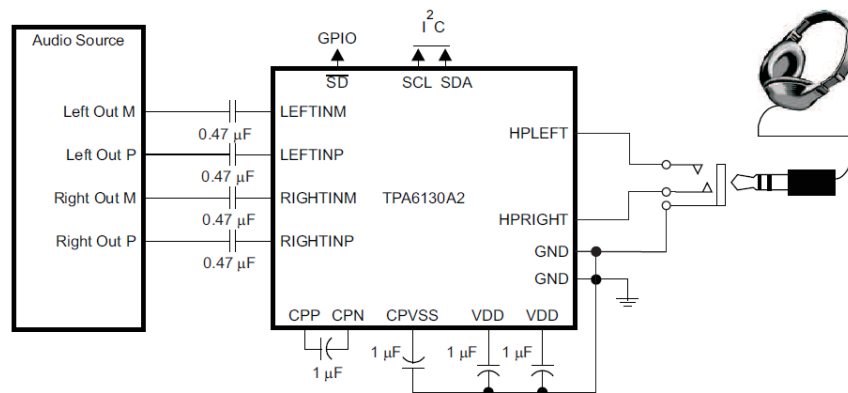 I²C
Audio Source
GPIO
SD
SCL SDA
Left Out M
LEFTINM
0.47 µF
HPLEFT
Left Out P
LEFTINP
0.47 µF
Right Out M
RIGHTINM
TPA6130A2
0.47 µF
HPRIGHT
Right Out P
RIGHTINP
GND
0.47 µF
GND
CPP CPN CPVSS VDD VDD
1 µF 1 µF 1 µF
1 µF